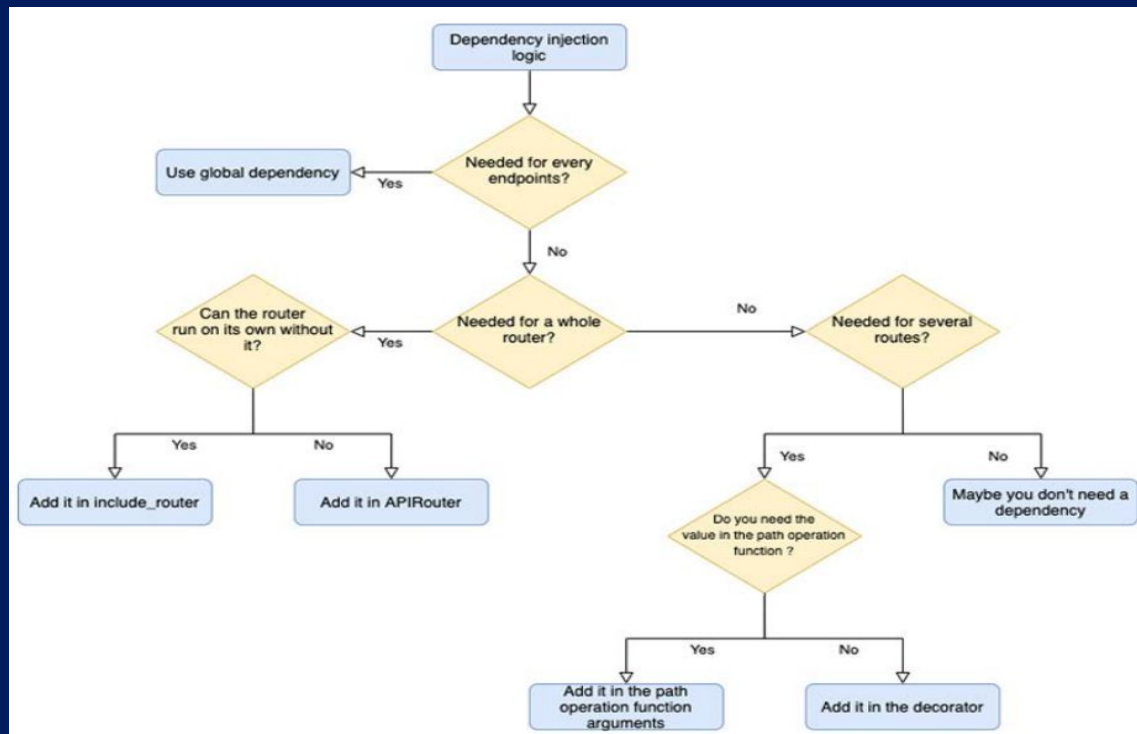 Dependency injection
logic
Needed for every
endpoints?
Use global dependency
Yes
No
Can the router
run on its own without
it?
Yes
Needed for a whole
router?
No
Needed for several
routes?
Yes
No
Add it in include_router
Add it in APIRouter
Yes
No
Maybe you don't need a
dependency
Do you need the
value in the path operation
function ?
Yes
No
Add it in the path
operation function
arguments
Add it in the decorator